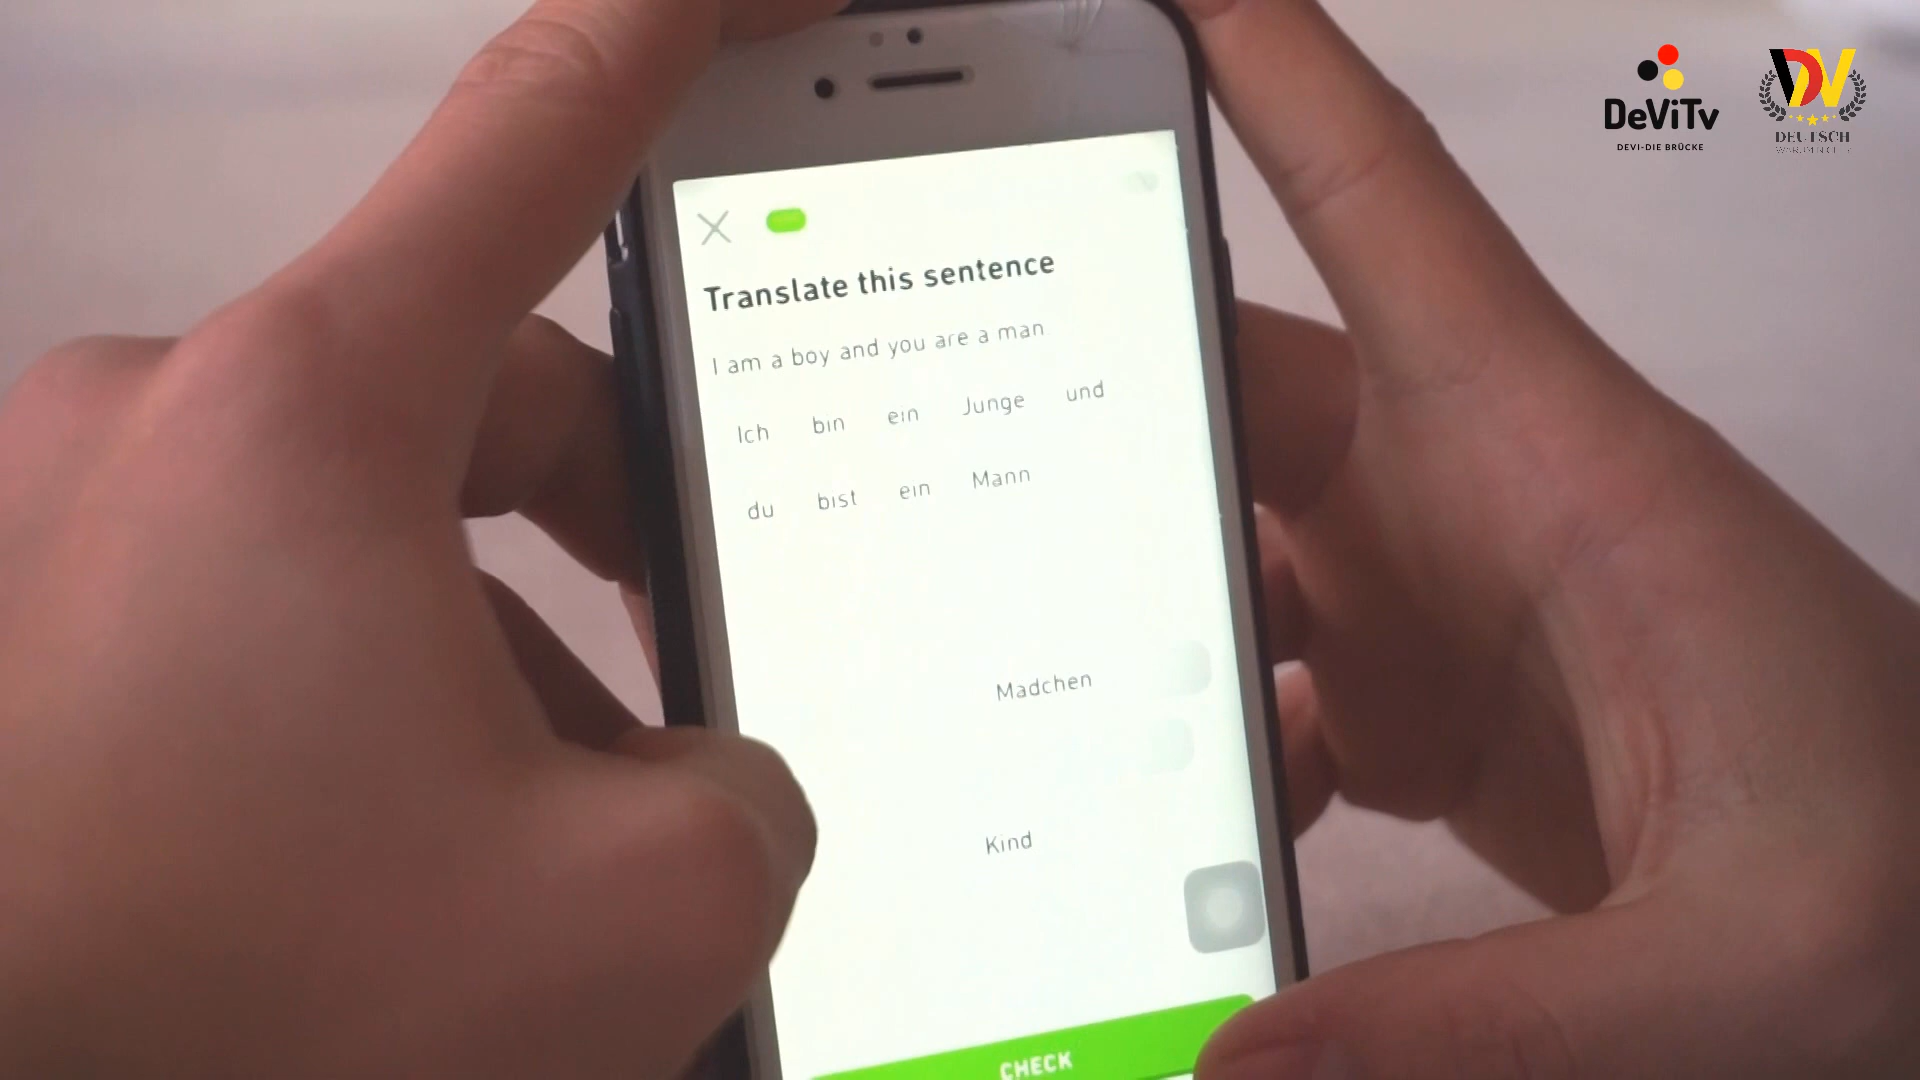 DeViTv
DEVI-DIE BRÜCKE
DEUTSCH
Translate this sentence
I am a boy and you are a man
Ich bin ein Junge und
du bist ein Mann
Madchen
Kind
CHECK